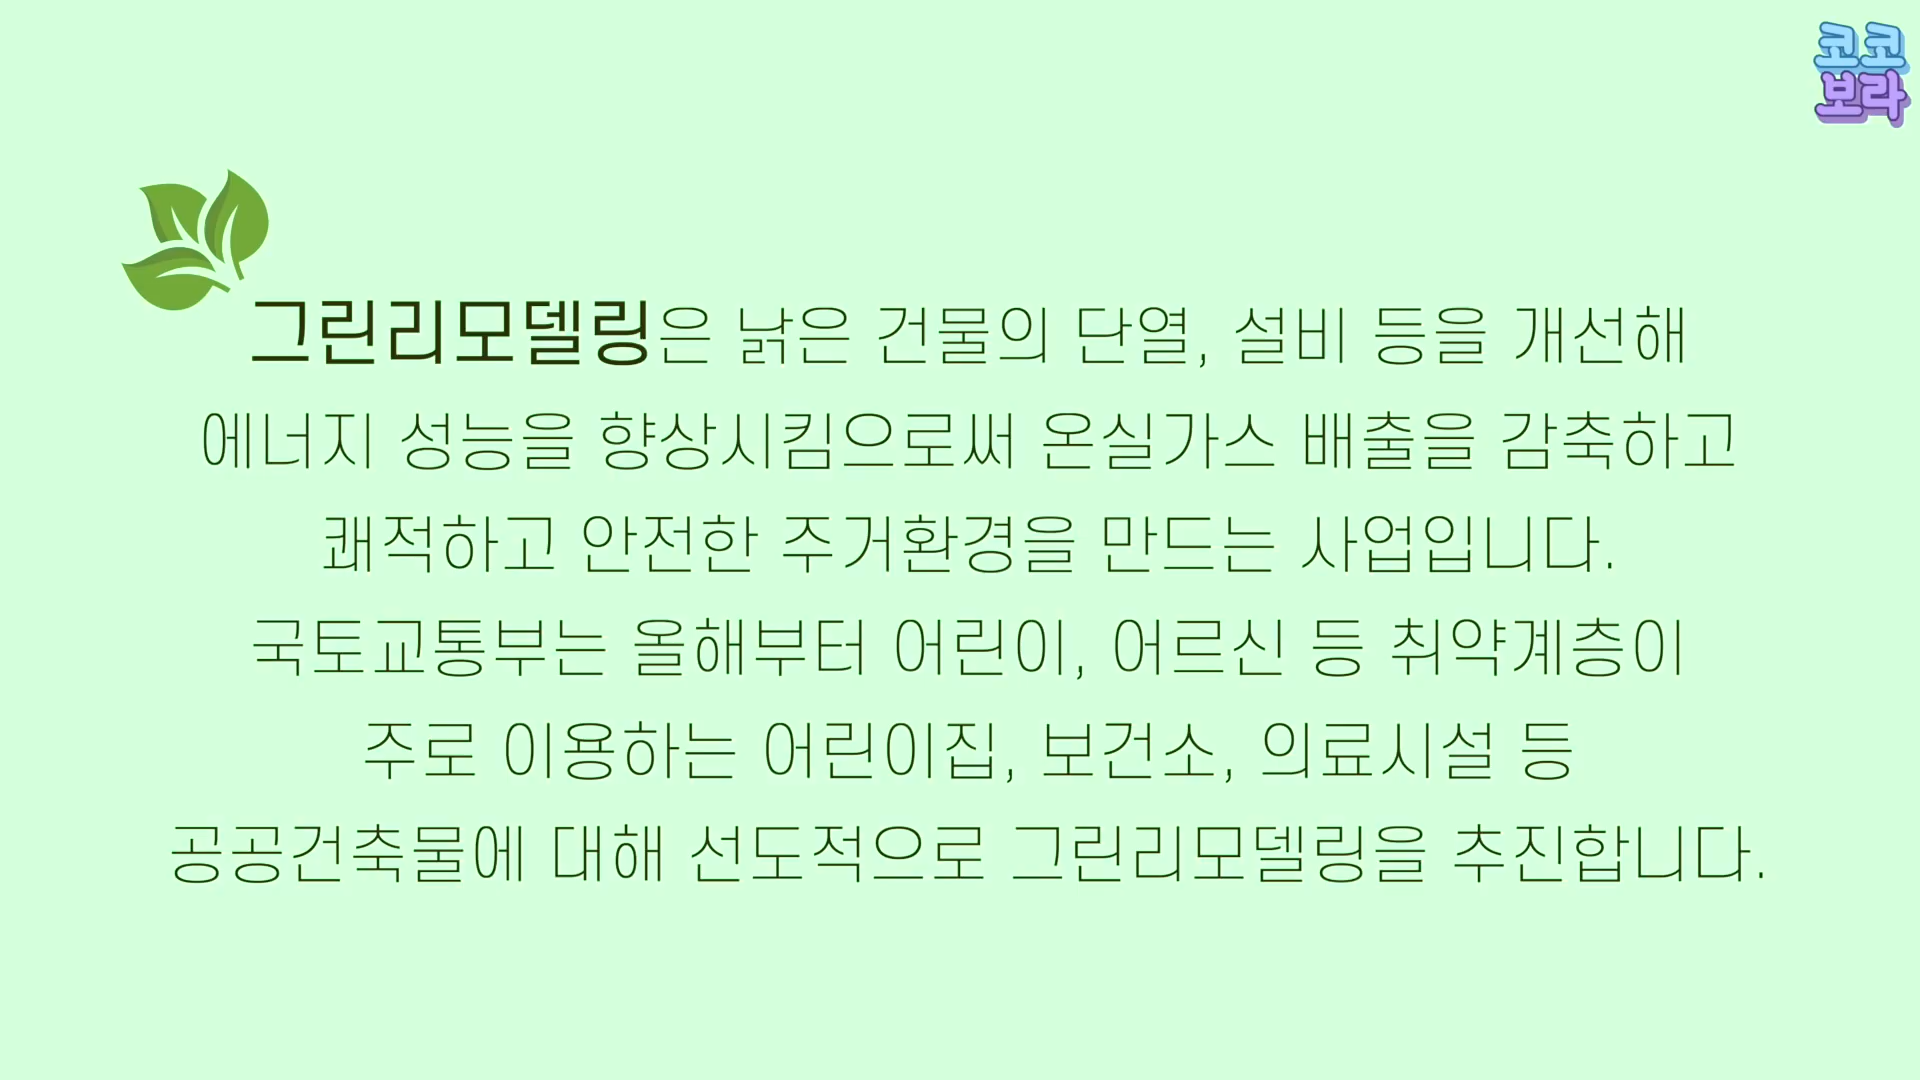 코코
보라
그린리모델링은 낡은 건물의 단열, 설비 등을 개선해
에너지 성능을 향상시킴으로써 온실가스 배출을 감축하고
쾌적하고 안전한 주거환경을 만드는 사업입니다.
국토교통부는 올해부터 어린이, 어르신 등 취약계층이
주로 이용하는 어린이집, 보건소, 의료시설 등
공공건축물에 대해 선도적으로 그린리모델링을 추진합니다.